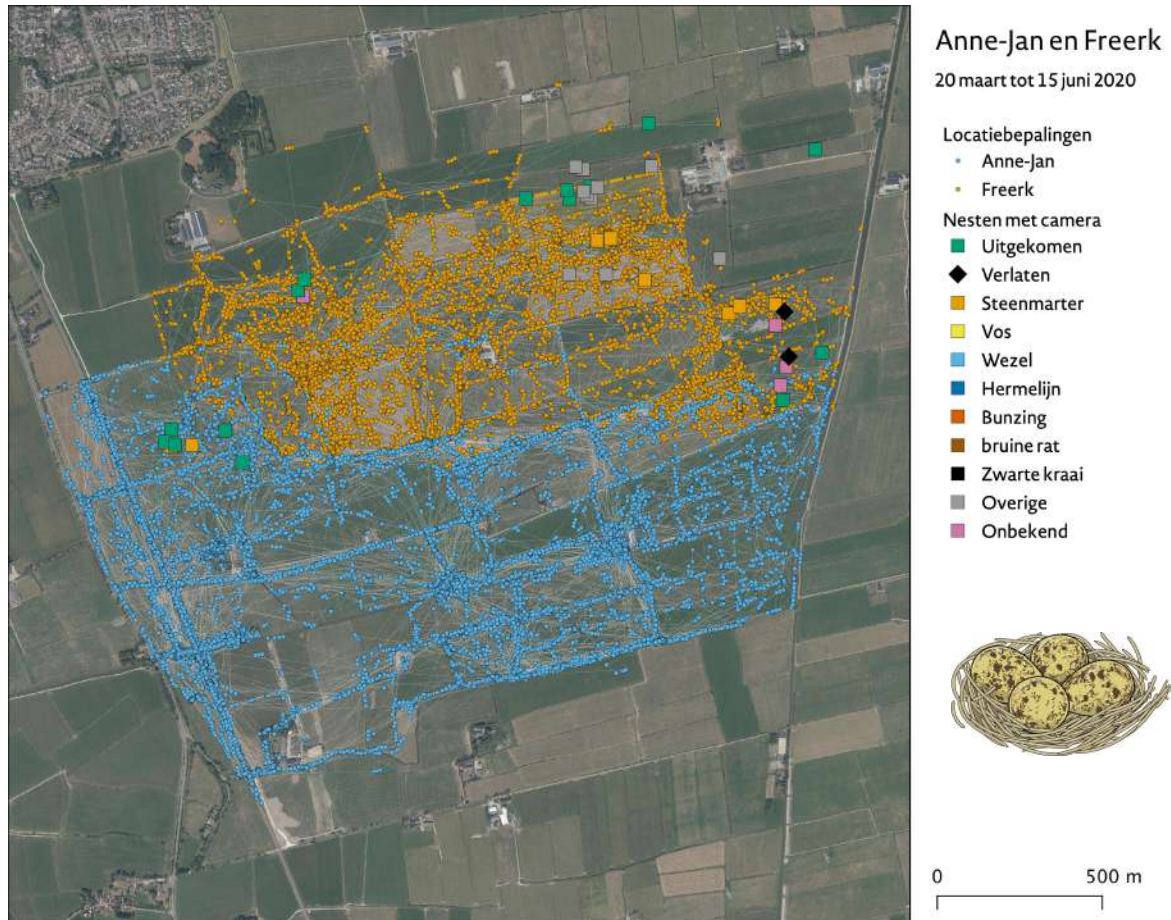 Anne-Jan en Freerk
20 maart tot 15 juni 2020
Locatiebepalingen
Anne-Jan
Freerk
Nesten met camera
Uitgekomen
Verlaten
Steenmarter
Vos
Wezel
Hermelijn
Bunzing
bruine rat
Zwarte kraai
Overige
Onbekend
0 500 m